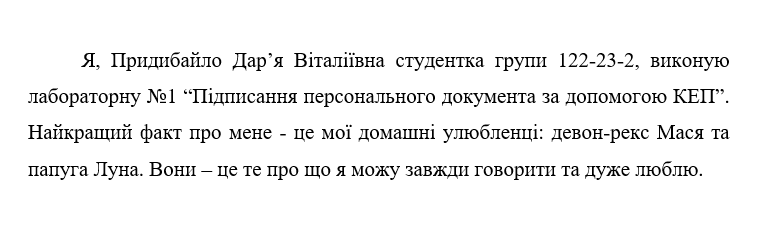 Я, Придибайло Дар’я Віталіївна студентка групи 122-23-2, виконую
лабораторну №1 “Підписання персонального документа за допомогою КЕП”.
Найкращий факт про мене - це мої домашні улюбленці: девон-рекс Мася та
папуга Луна. Вони – це те про що я можу завжди говорити та дуже люблю.